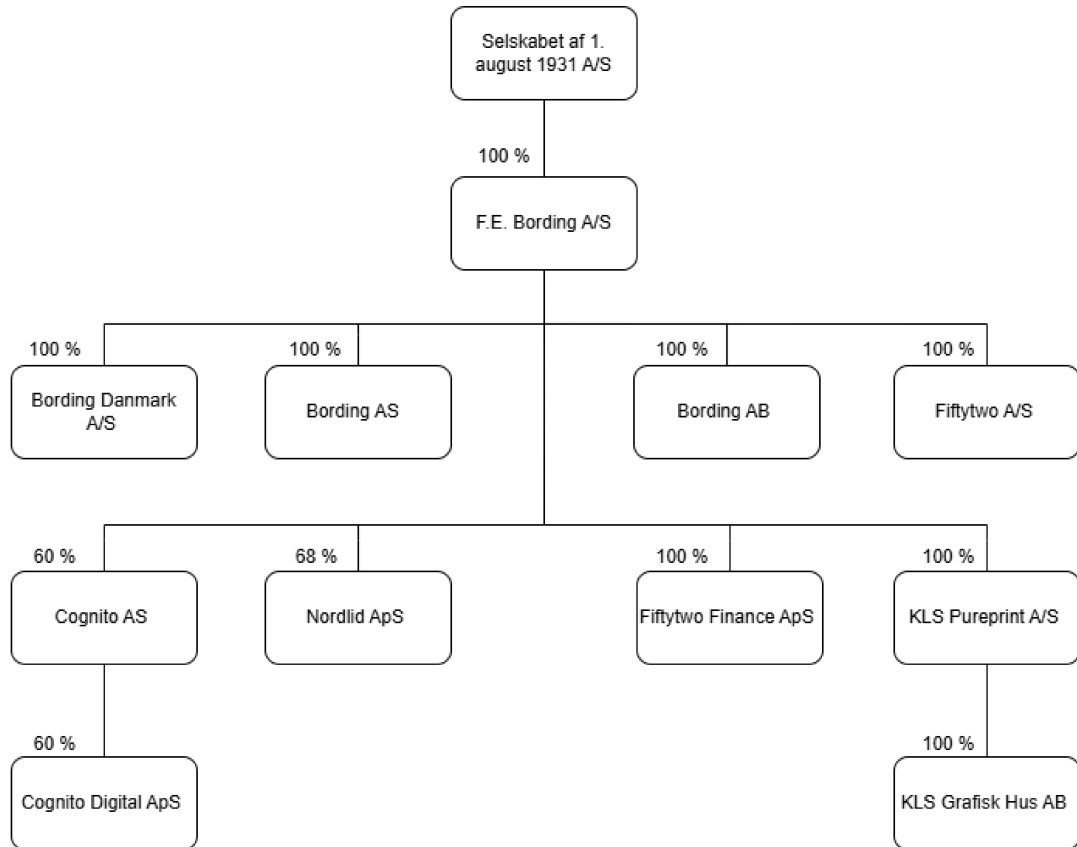 Selskabet af 1.
august 1931 A/S
100 %
F.E. Bording A/S
100 %
100 %
100 %
100 %
Bording Danmark
A/S
Bording AS
Bording AB
Fiftytwo A/S
60 %
68 %
100 %
100 %
Cognito AS
Nordlid ApS
Fiftytwo Finance ApS
KLS Pureprint A/S
60 %
100 %
Cognito Digital ApS
KLS Grafisk Hus AB